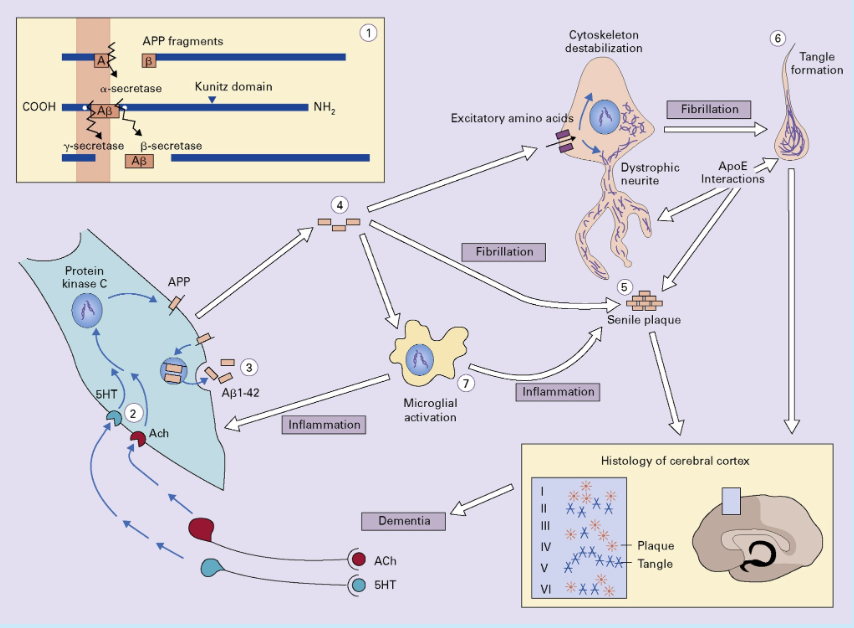 1
APP fragments
A
β
α-secretase
Kunitz domain
COOH
Aβ
NH2
γ-secretase
β-secretase
Aβ
Cytoskeleton
destabilization
6
Tangle
formation
Excitatory amino acids
Fibrillation
Dystrophic
neurite
ApoE
Interactions
4
Fibrillation
5
Senile plaque
Protein
kinase C
APP
3
Aβ1-42
5HT
2
Ach
7
Microglial
activation
Inflammation
Inflammation
Histology of cerebral cortex
I
II
III
IV
V
VI
Plaque
Tangle
Dementia
ACh
5HT